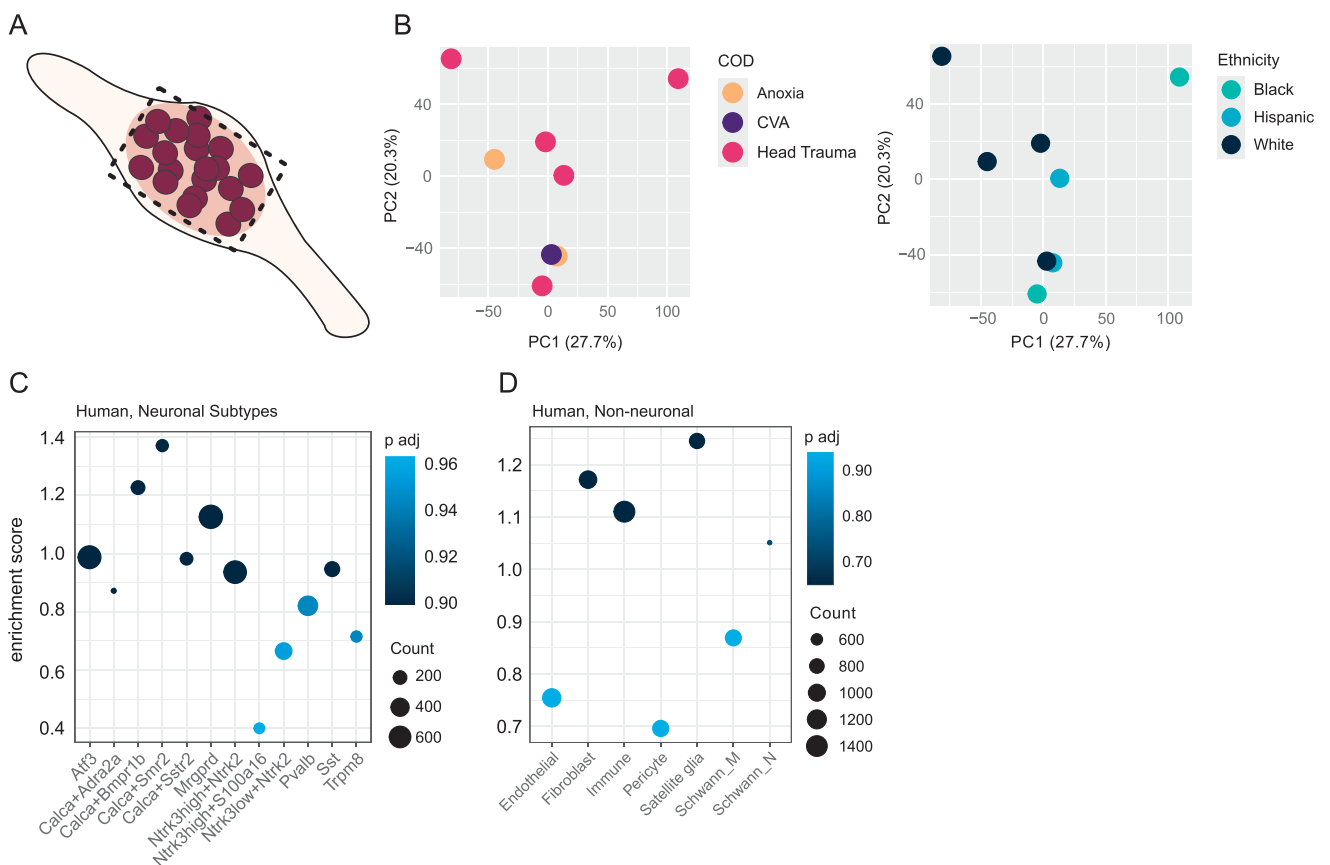 A
B
COD
Anoxia
CVA
Head Trauma
PC2 (20.3%)
40
0
−40
−50
0
50
100
PC1 (27.7%)
Ethnicity
Black
Hispanic
White
PC2 (20.3%)
40
0
−40
−50
0
50
100
PC1 (27.7%)
C
Human, Neuronal Subtypes
enrichment score
1.4
1.2
1.0
0.8
0.6
0.4
Atf3
Calca+Adra2a
Calca+Bmpr1b
Calca+Smr2
Calca+Sstr2
Mrgprd
Ntrk3high+Ntrk2
Ntrk3high+S100a16
Ntrk3low+Ntrk2
Pvalb
Sst
Trpm8
p adj
0.96
0.94
0.92
0.90
Count
200
400
600
D
Human, Non-neuronal
1.2
1.1
1.0
0.9
0.8
0.7
Endothelial
Fibroblast
Immune
Pericyte
Satellite glia
Schwann_M
Schwann_N
p adj
0.90
0.80
0.70
Count
600
800
1000
1200
1400